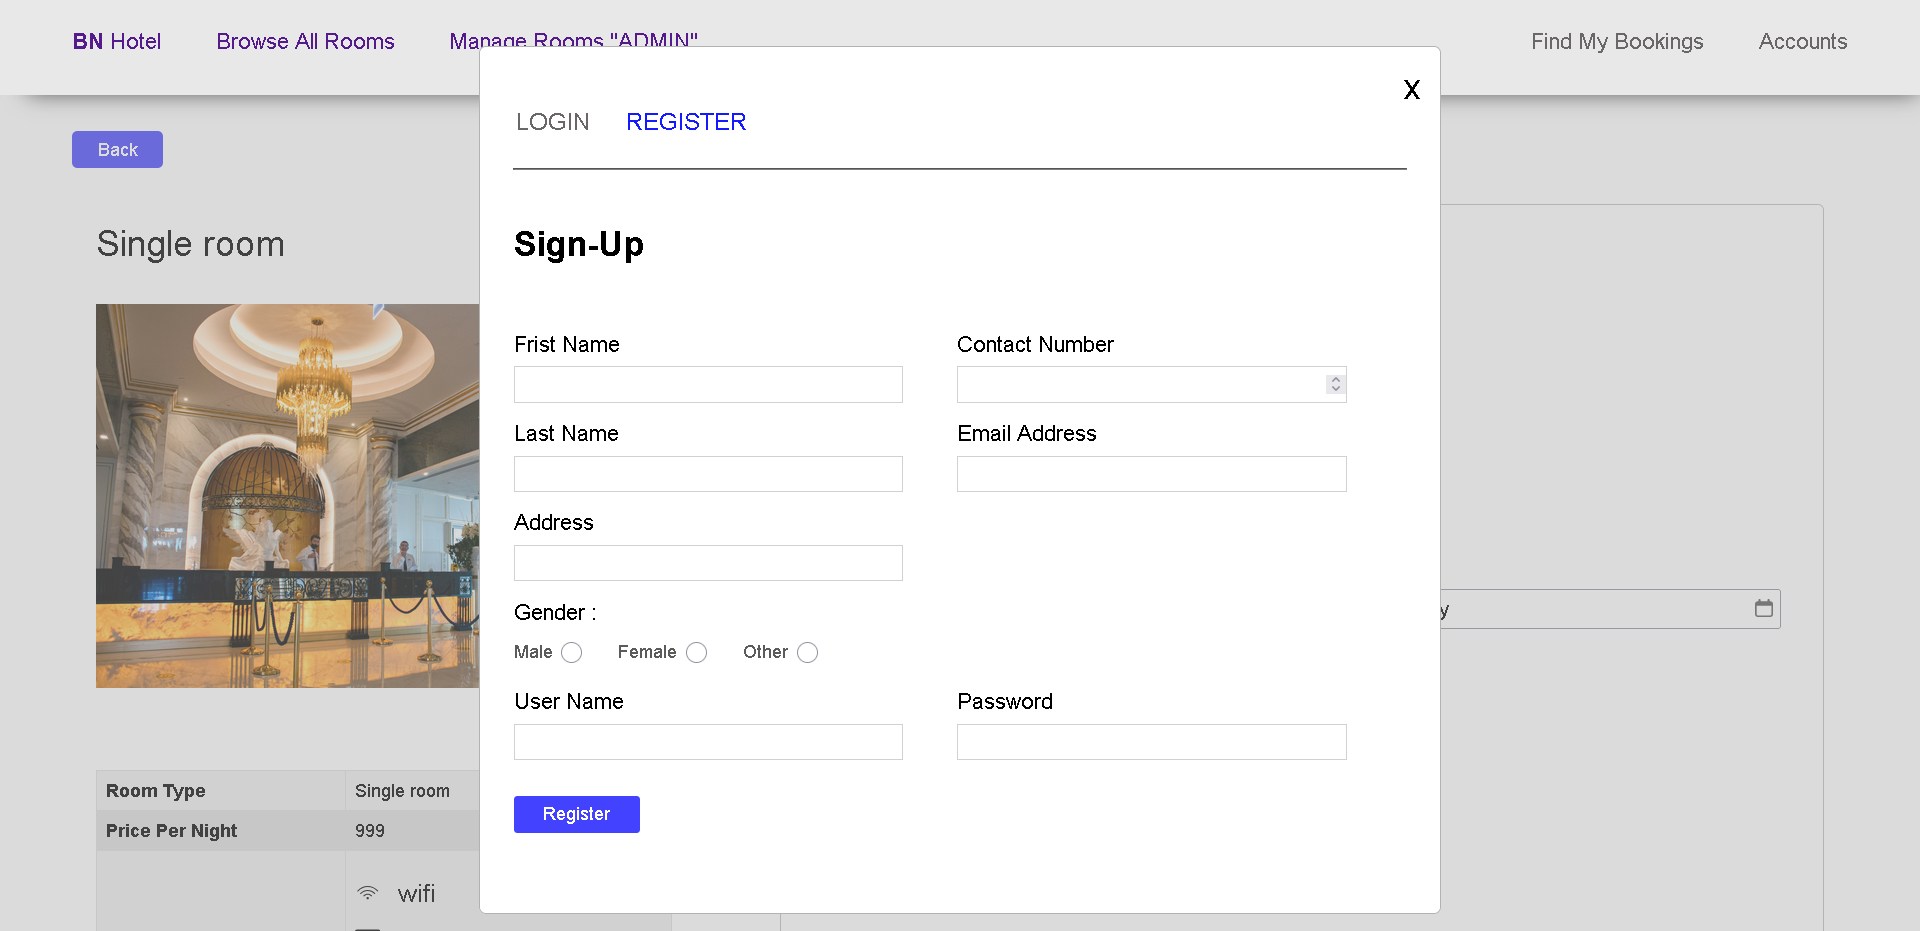 BN Hotel Browse All Rooms Manage Rooms "ADMIN" Find My Bookings Accounts
X
LOGIN REGISTER
Back
Single room
Sign-Up
Frist Name Contact Number
Last Name Email Address
Address
Gender :
Male Female Other
User Name Password
Room Type Single room
Register
Price Per Night 999
wifi